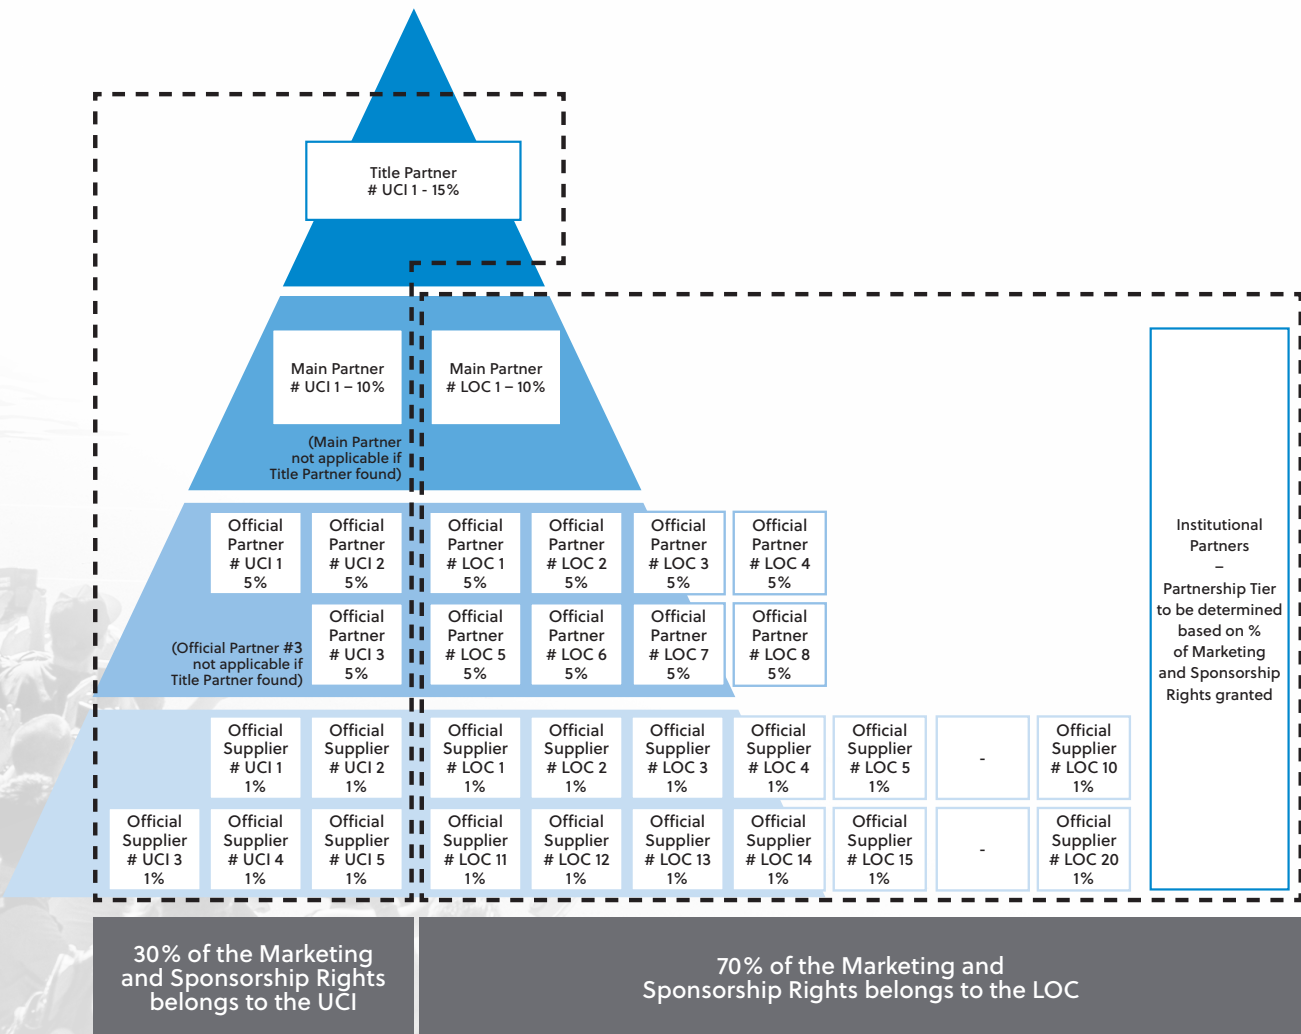 Title Partner
# UCI 1 - 15%
Main Partner
# UCI 1 – 10%
Main Partner
# LOC 1 – 10%
(Main Partner
not applicable if
Title Partner found)
Official
Partner
# UCI 1
5%
Official
Partner
# UCI 2
5%
Official
Partner
# LOC 1
5%
Official
Partner
# LOC 2
5%
Official
Partner
# LOC 3
5%
Official
Partner
# LOC 4
5%
(Official Partner #3
not applicable if
Title Partner found)
Official
Partner
# UCI 3
5%
Official
Partner
# LOC 5
5%
Official
Partner
# LOC 6
5%
Official
Partner
# LOC 7
5%
Official
Partner
# LOC 8
5%
Official
Supplier
# UCI 1
1%
Official
Supplier
# UCI 2
1%
Official
Supplier
# LOC 1
1%
Official
Supplier
# LOC 2
1%
Official
Supplier
# LOC 3
1%
Official
Supplier
# LOC 4
1%
Official
Supplier
# LOC 5
1%
-
Official
Supplier
# LOC 10
1%
Official
Supplier
# UCI 3
1%
Official
Supplier
# UCI 4
1%
Official
Supplier
# UCI 5
1%
Official
Supplier
# LOC 11
1%
Official
Supplier
# LOC 12
1%
Official
Supplier
# LOC 13
1%
Official
Supplier
# LOC 14
1%
Official
Supplier
# LOC 15
1%
-
Official
Supplier
# LOC 20
1%
Institutional
Partners
–
Partnership Tier
to be determined
based on %
of Marketing
and Sponsorship
Rights granted
30% of the Marketing
and Sponsorship Rights
belongs to the UCI
70% of the Marketing and
Sponsorship Rights belongs to the LOC